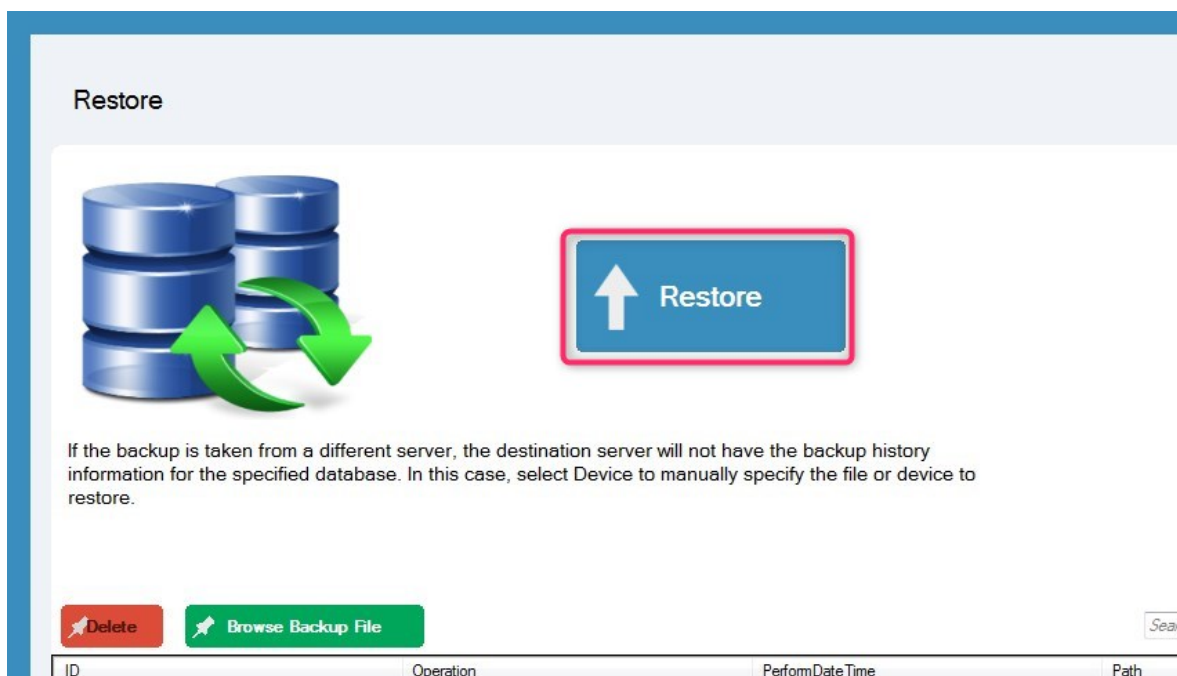 Restore
Restore
If the backup is taken from a different server, the destination server will not have the backup history
information for the specified database. In this case, select Device to manually specify the file or device to
restore.
Delete
Browse Backup File
ID Operation PerformDateTime Path